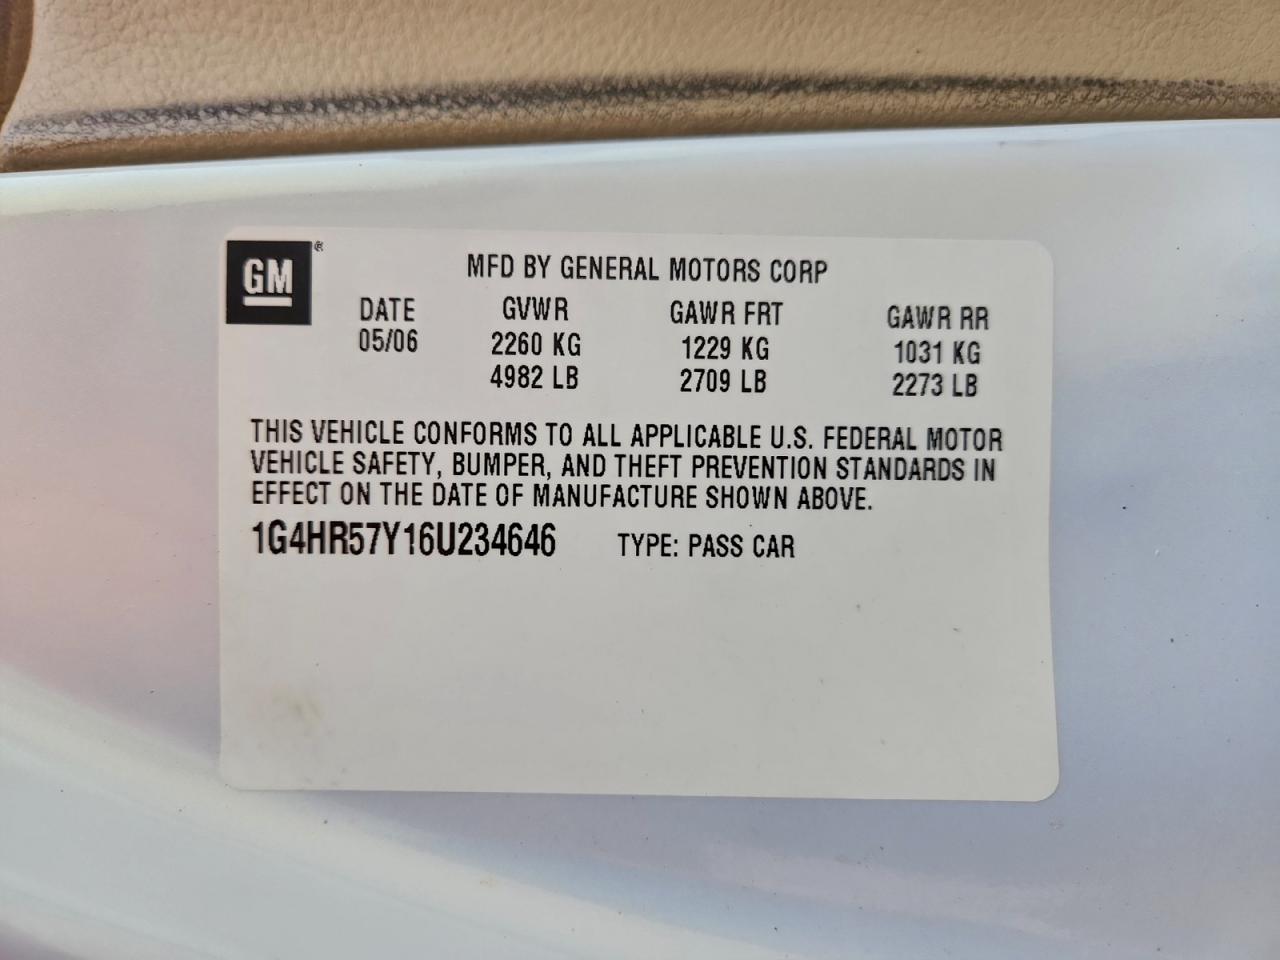 GM®
MFD BY GENERAL MOTORS CORP
DATE GVWR GAWR FRT GAWR RR
05/06 2260 KG 1229 KG 1031 KG
4982 LB 2709 LB 2273 LB
THIS VEHICLE CONFORMS TO ALL APPLICABLE U.S. FEDERAL MOTOR
VEHICLE SAFETY, BUMPER, AND THEFT PREVENTION STANDARDS IN
EFFECT ON THE DATE OF MANUFACTURE SHOWN ABOVE.
1G4HR57Y16U234646 TYPE: PASS CAR